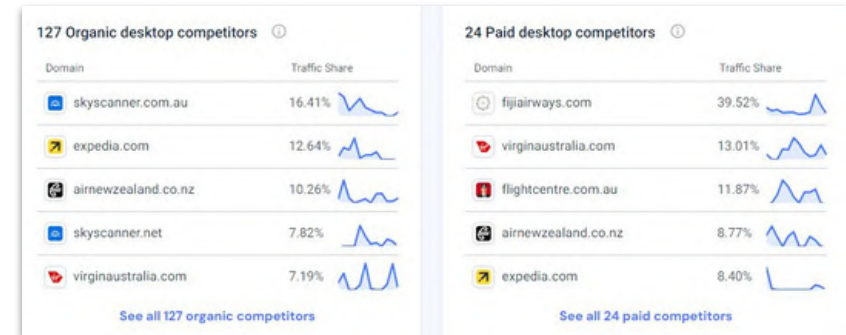 127 Organic desktop competitors
Domain Traffic Share
skyscanner.com.au 16.41%
expedia.com 12.64%
airnewzealand.co.nz 10.26%
skyscanner.net 7.82%
virginaustralia.com 7.19%
See all 127 organic competitors
24 Paid desktop competitors
Domain Traffic Share
fijiairways.com 39.52%
virginaustralia.com 13.01%
flightcentre.com.au 11.87%
airnewzealand.co.nz 8.77%
expedia.com 8.40%
See all 24 paid competitors